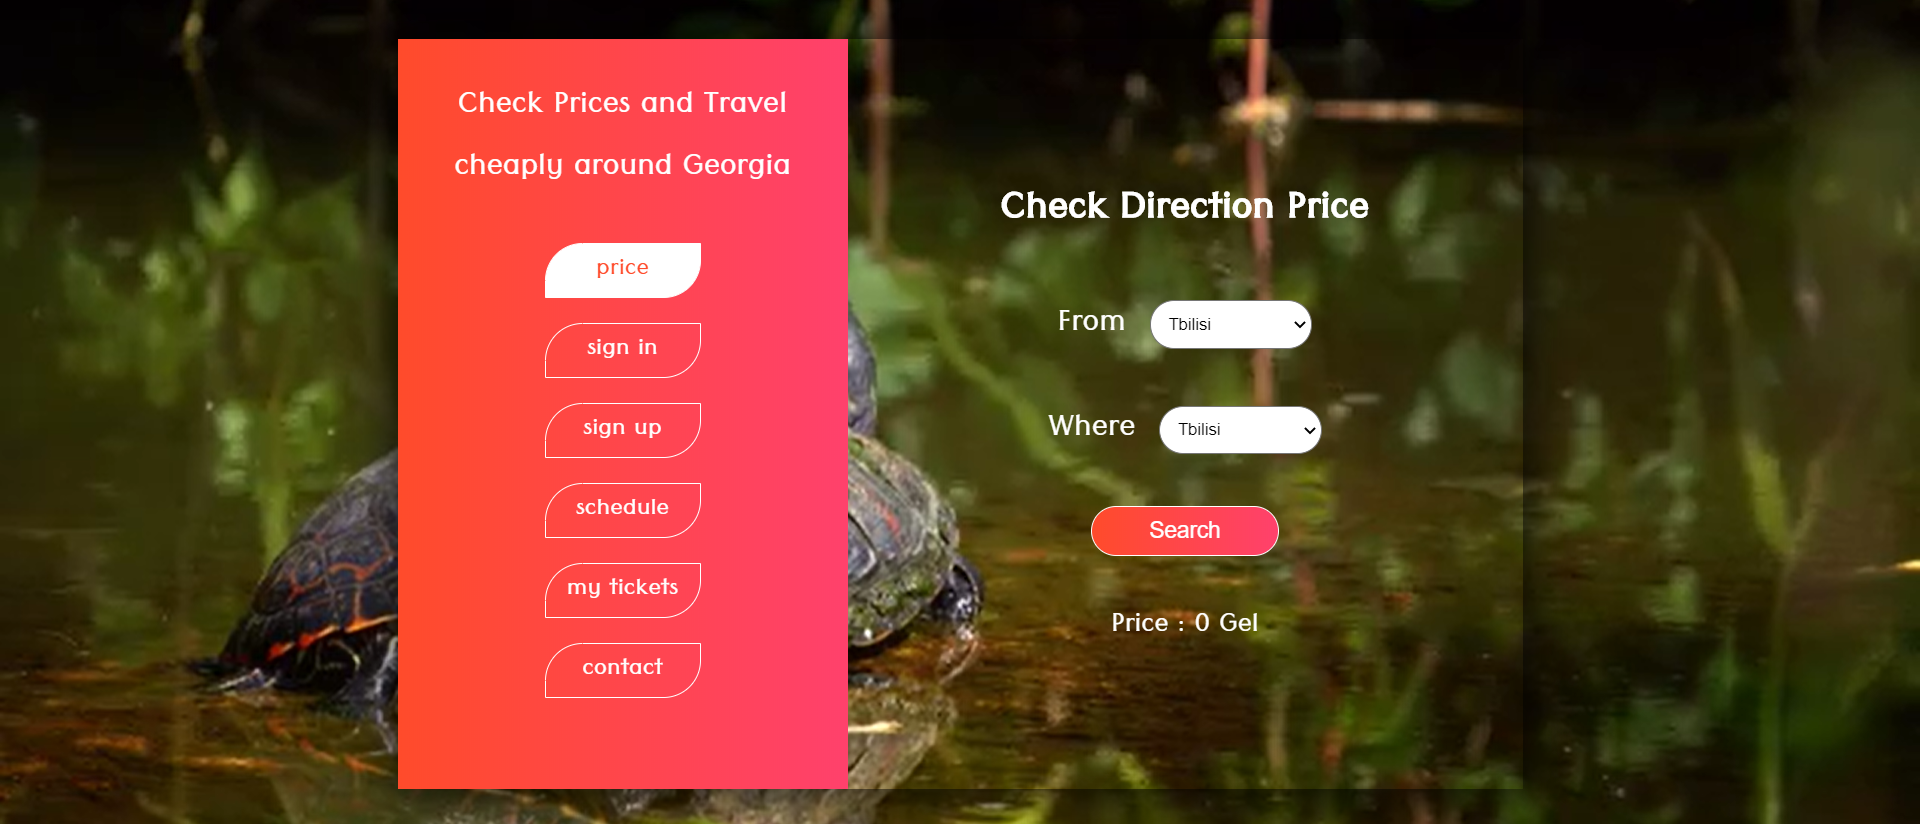 Check Prices and Travel
cheaply around Georgia
price
sign in
sign up
schedule
my tickets
contact
Check Direction Price
From Tbilisi
Where Tbilisi
Search
Price : 0 Gel